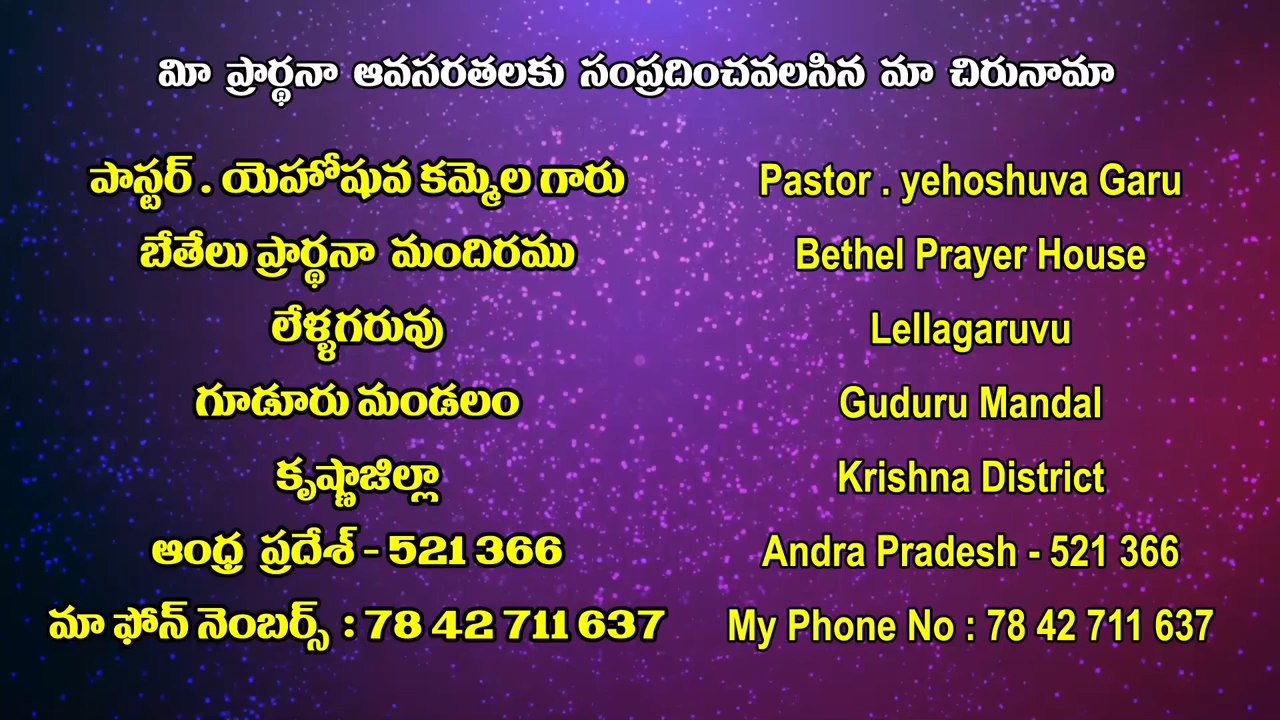 మీ ప్రార్థనా ఆవసరతలకు సంప్రదించవలసిన మా చిరునామా
పాస్టర్ . యెహోషువ కమ్మెల గారు
బేతేలు ప్రార్థనా మందిరము
లేళ్ళగరువు
గూడూరు మండలం
కృష్ణాజిల్లా
ఆంధ్ర ప్రదేశ్ - 521 366
మా ఫోన్ నెంబర్స్ : 78 42 711 637
Pastor . yehoshuva Garu
Bethel Prayer House
Lellagaruvu
Guduru Mandal
Krishna District
Andra Pradesh - 521 366
My Phone No : 78 42 711 637